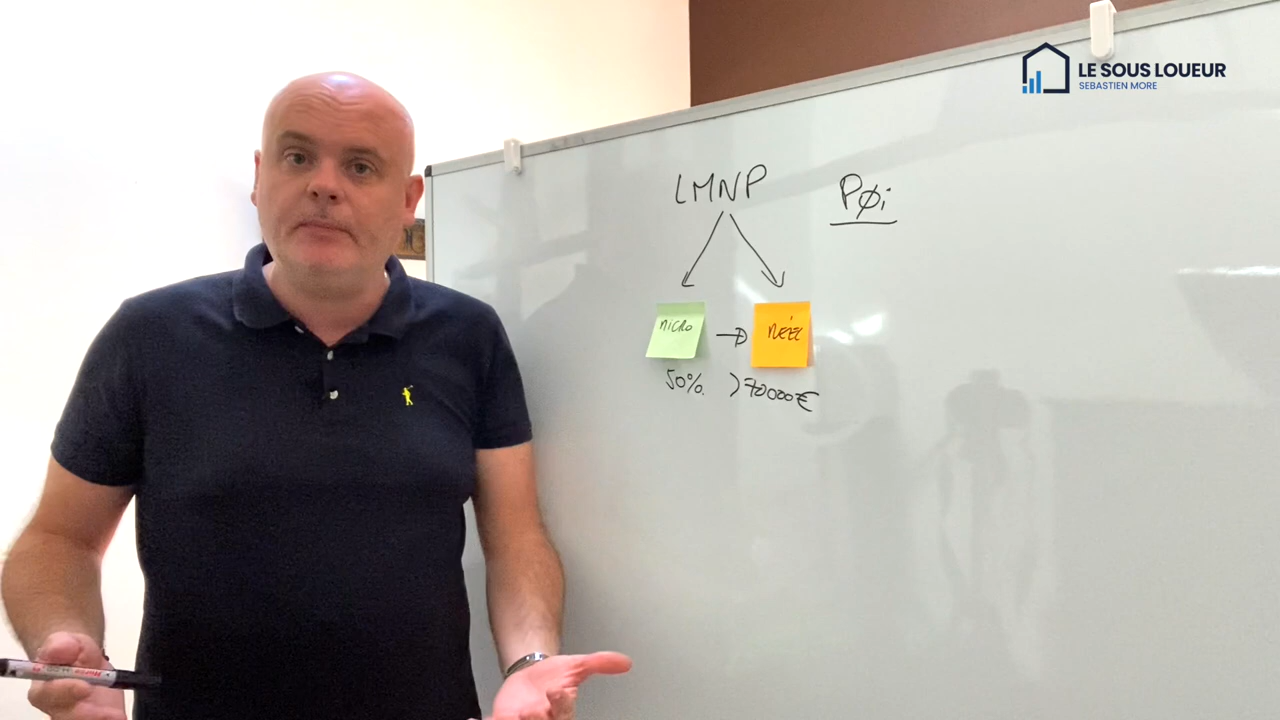 LE SOUS LOUEUR
SEBASTIEN MORE
LMNP PØi
MICRO RÉEL
50% >70000€